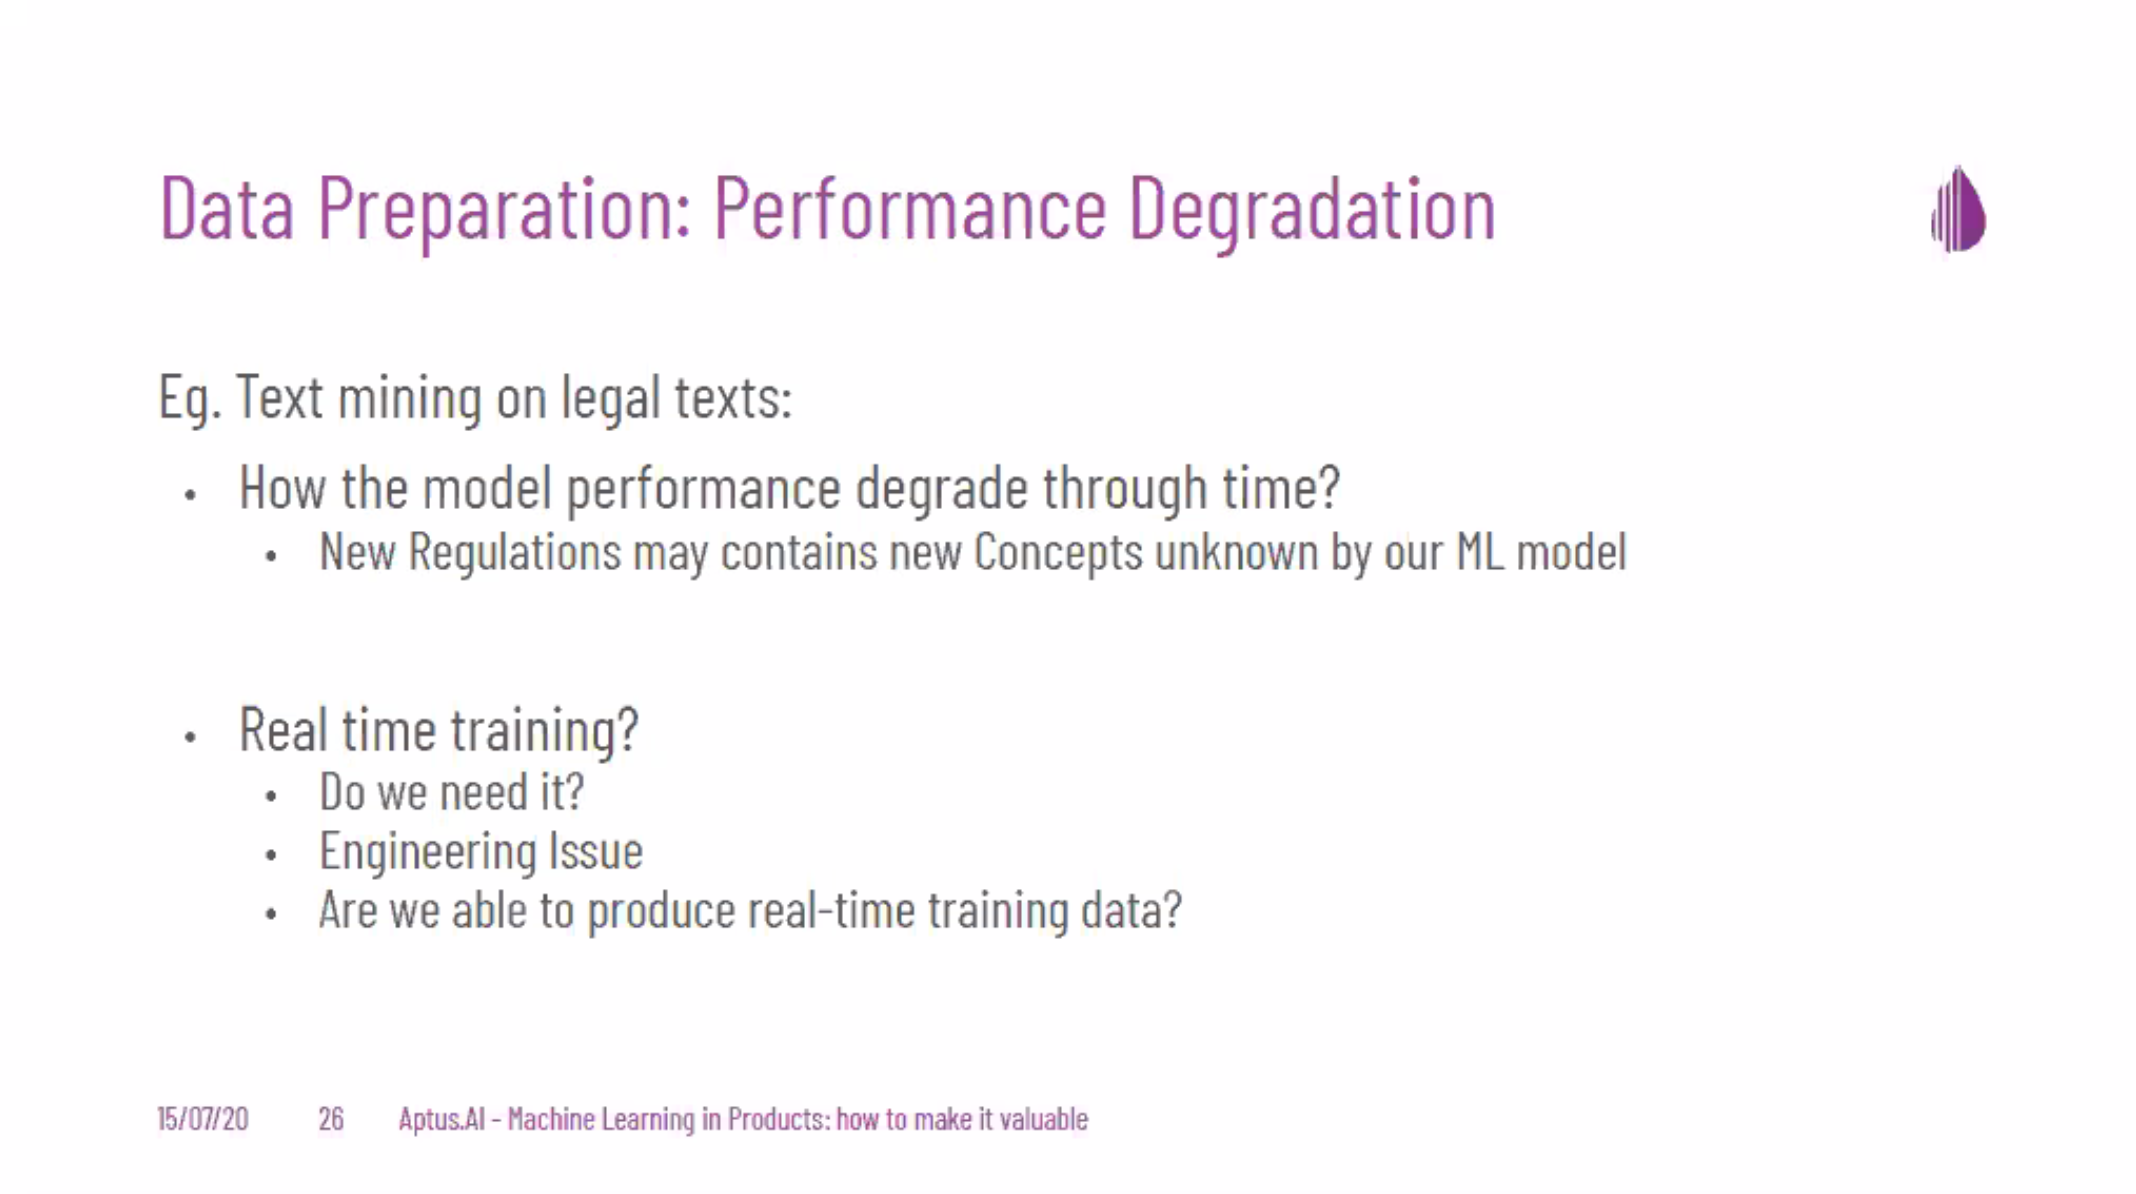 Data Preparation: Performance Degradation
Eg. Text mining on legal texts:
• How the model performance degrade through time?
• New Regulations may contains new Concepts unknown by our ML model
• Real time training?
• Do we need it?
• Engineering Issue
• Are we able to produce real-time training data?
15/07/20 26 Aptus.AI - Machine Learning in Products: how to make it valuable